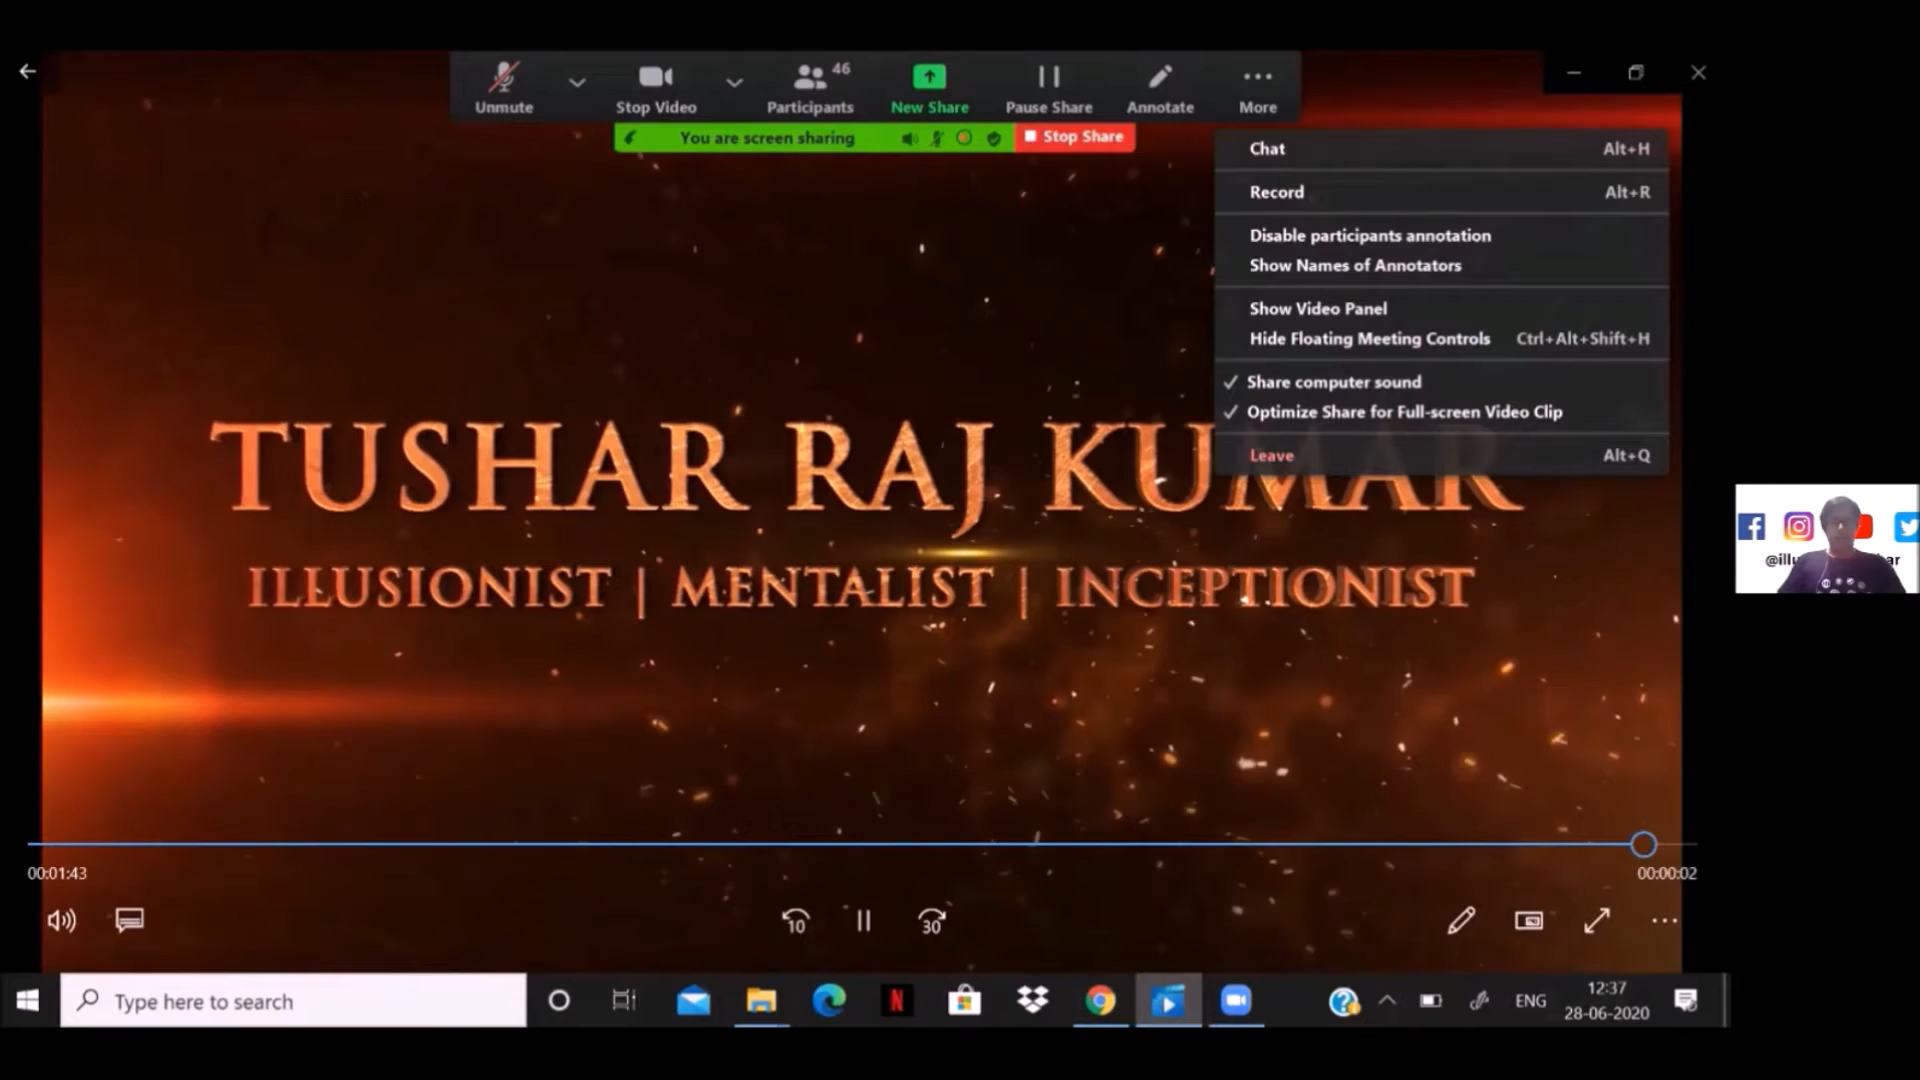 46
Unmute
Stop Video
Participants
New Share
Pause Share
Annotate
More
You are screen sharing
Stop Share
Chat Alt+H
Record Alt+R
Disable participants annotation
Show Names of Annotators
Show Video Panel
Hide Floating Meeting Controls Ctrl+Alt+Shift+H
Share computer sound
Optimize Share for Full-screen Video Clip
Leave Alt+Q
TUSHAR RAJ KUMAR
ILLUSIONIST | MENTALIST | INCEPTIONIST
00:01:43
00:00:02
10
30
Type here to search
N
ENG
12:37
28-06-2020